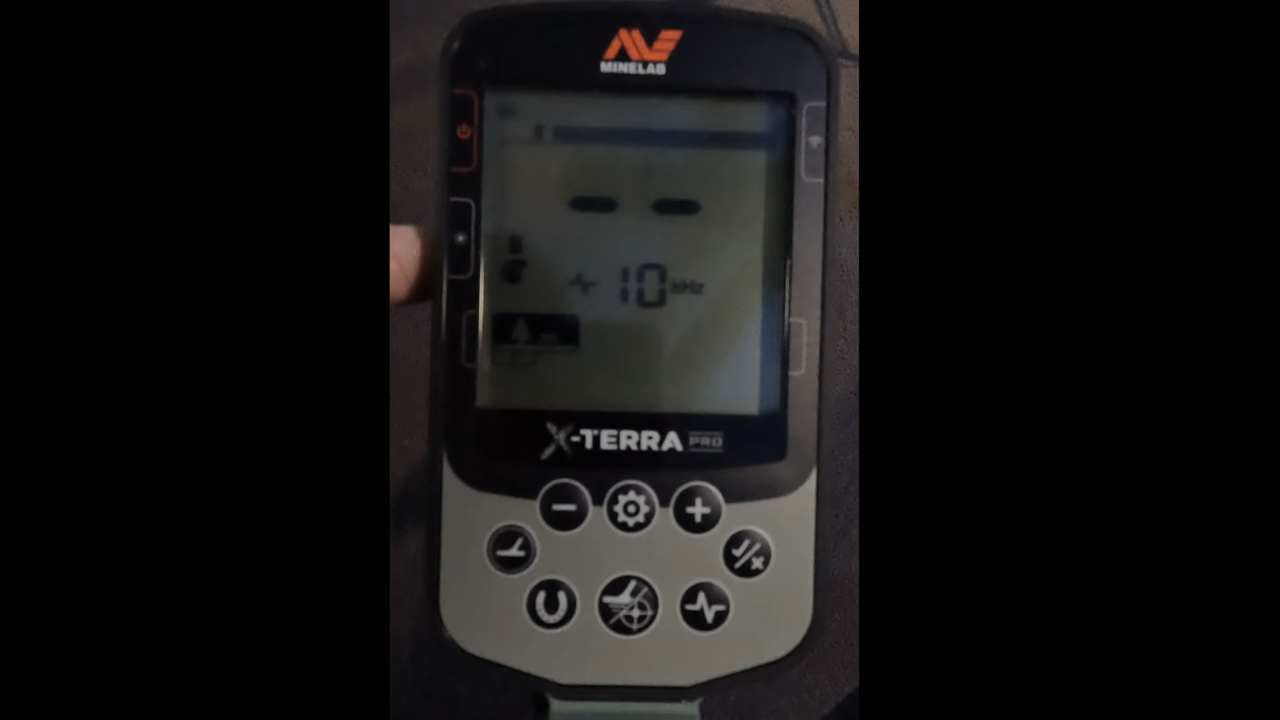 MINELAB
- -
10 kHz
X-TERRA PRO